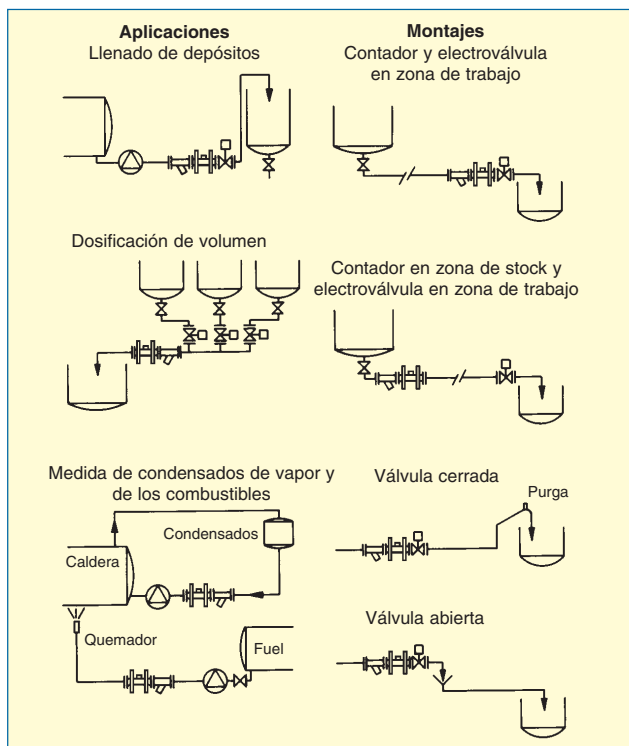 Aplicaciones
Llenado de depósitos
Dosificación de volumen
Medida de condensados de vapor y
de los combustibles
Condensados
Caldera
Quemador
Fuel
Montajes
Contador y electroválvula
en zona de trabajo
Contador en zona de stock y
electroválvula en zona de trabajo
Válvula cerrada
Purga
Válvula abierta